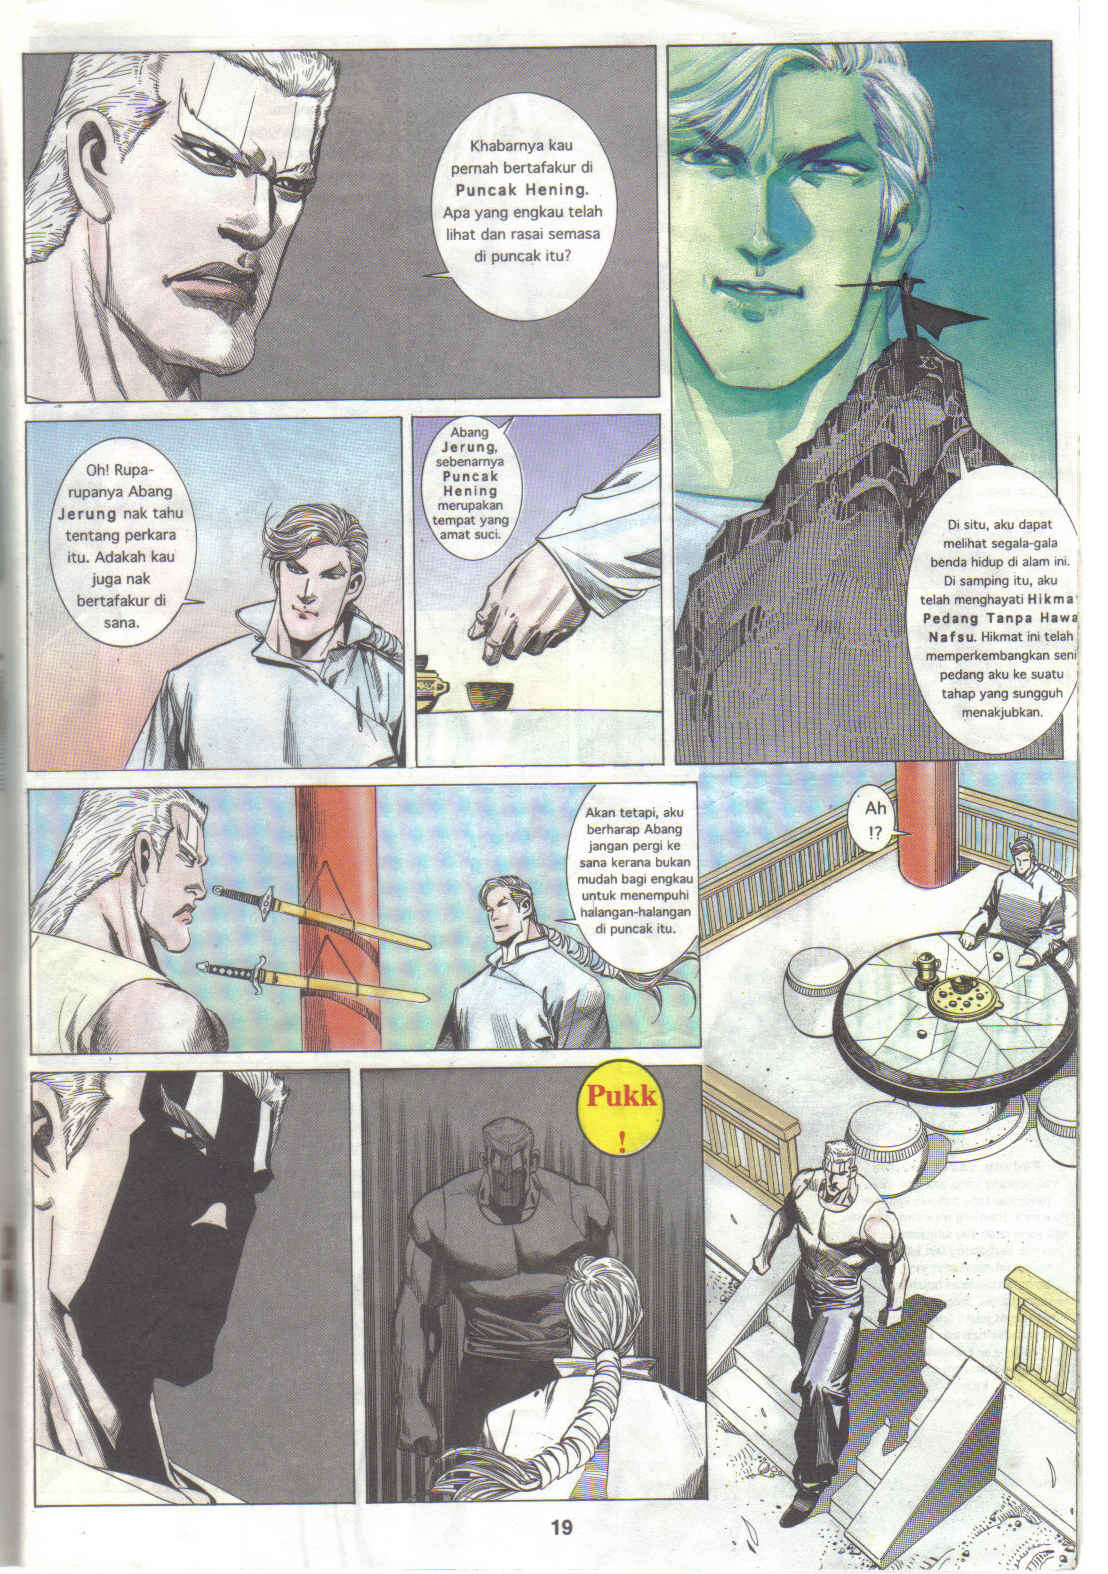 Khabarnya kau
pernah bertafakur di
Puncak Hening.
Apa yang engkau telah
lihat dan rasai semasa
di puncak itu?
Oh! Rupa-
rupanya Abang
Jerung nak tahu
tentang perkara
itu. Adakah kau
juga nak
bertafakur di
sana.
Abang
Jerung,
sebenarnya
Puncak
Hening
merupakan
tempat yang
amat suci.
Di situ, aku dapat
melihat segala-gala
benda hidup di alam ini.
Di samping itu, aku
telah menghayati Hikma
Pedang Tanpa Hawa
Nafsu. Hikmat ini telah
memperkembangkan seni
pedang aku ke suatu
tahap yang sungguh
menakjubkan.
Akan tetapi, aku
berharap Abang
jangan pergi ke
sana kerana bukan
mudah bagi engkau
untuk menempuhi
halangan-halangan
di puncak itu.
Ah
!?
Pukk
!
19